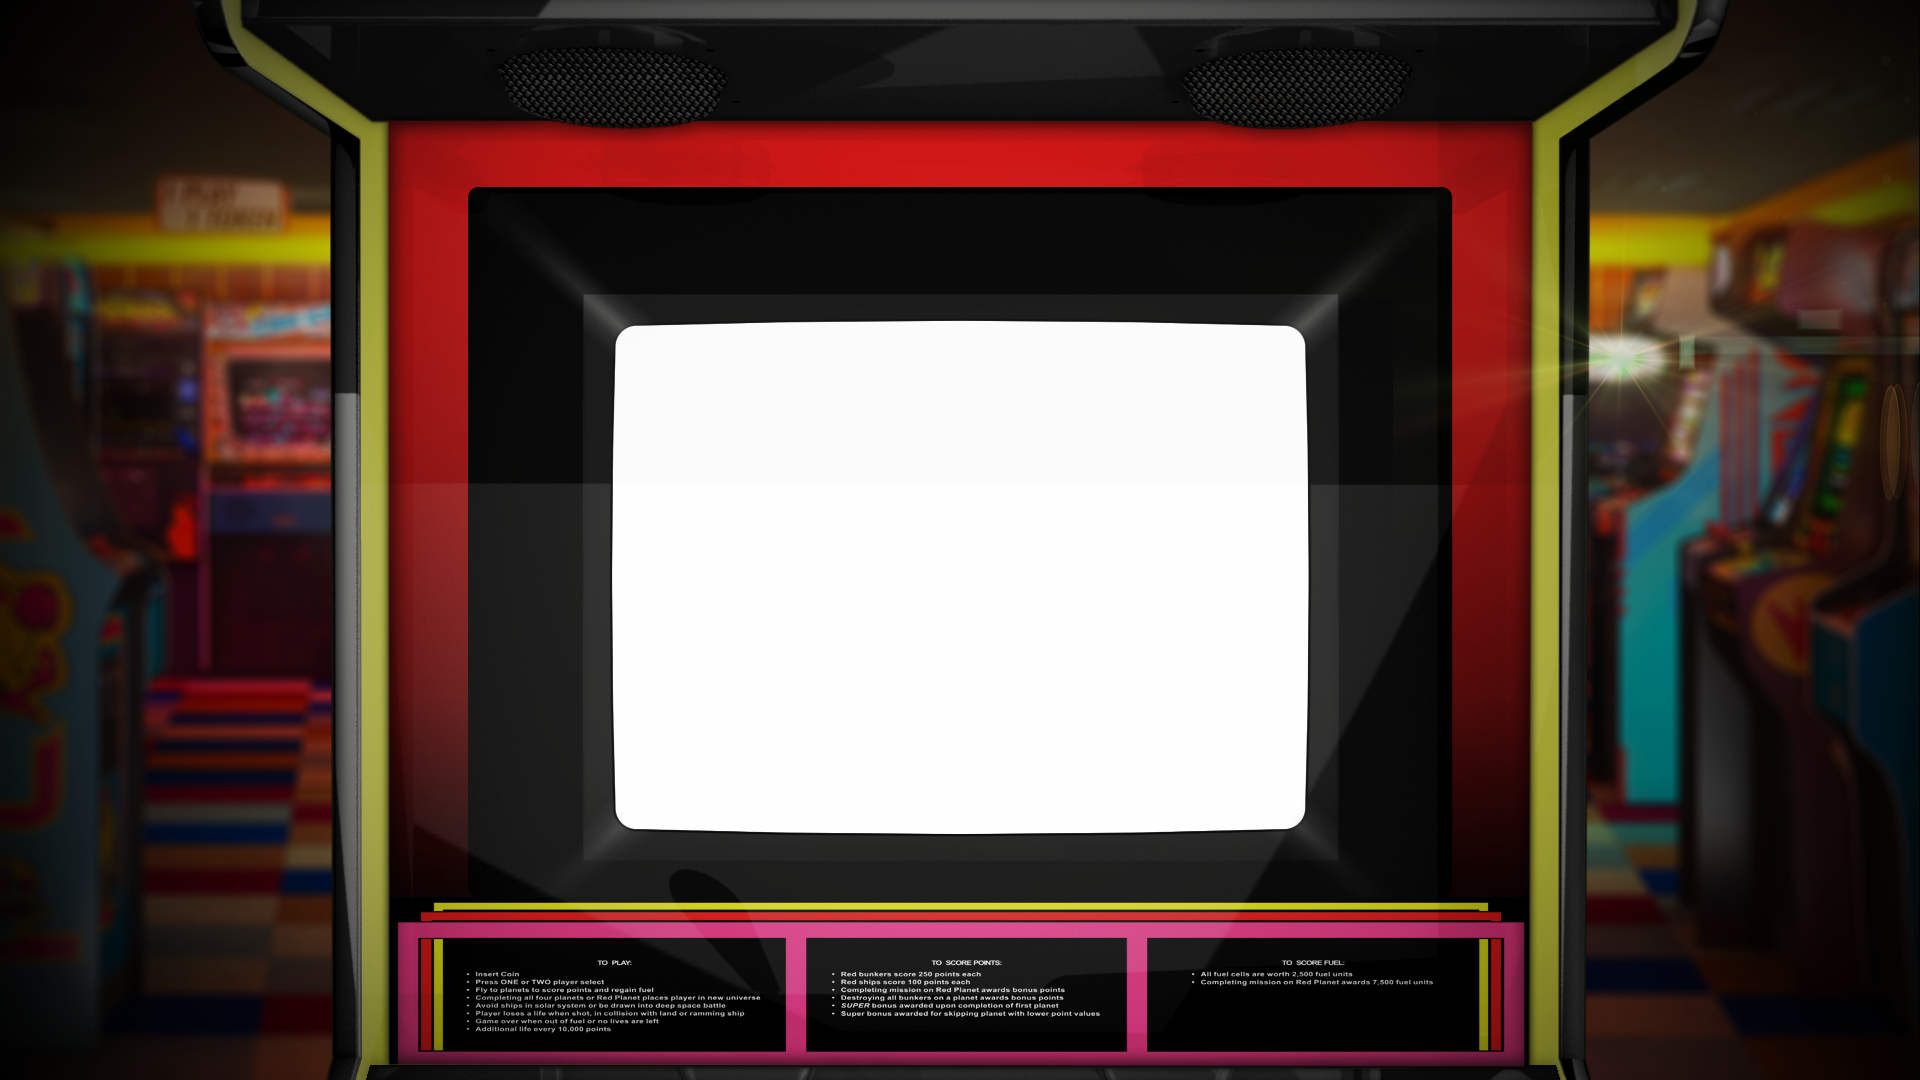 TO PLAY:
• Insert Coin
• Press ONE or TWO player select
• Fly to planets to score points and regain fuel
• Completing all four planets or Red Planet places player in new universe
• Avoid ships in solar system or be drawn into deep space battle
• Player loses a life when shot, in collision with land or ramming ship
• Game over when out of fuel or no lives are left
• Additional life every 10,000 points
TO SCORE POINTS:
• Red bunkers score 250 points each
• Red ships score 100 points each
• Completing mission on Red Planet awards bonus points
• Destroying all bunkers on a planet awards bonus points
• SUPER bonus awarded upon completion of first planet
• Super bonus awarded for skipping planet with lower point values
TO SCORE FUEL:
• All fuel cells are worth 2,500 fuel units
• Completing mission on Red Planet awards 7,500 fuel units